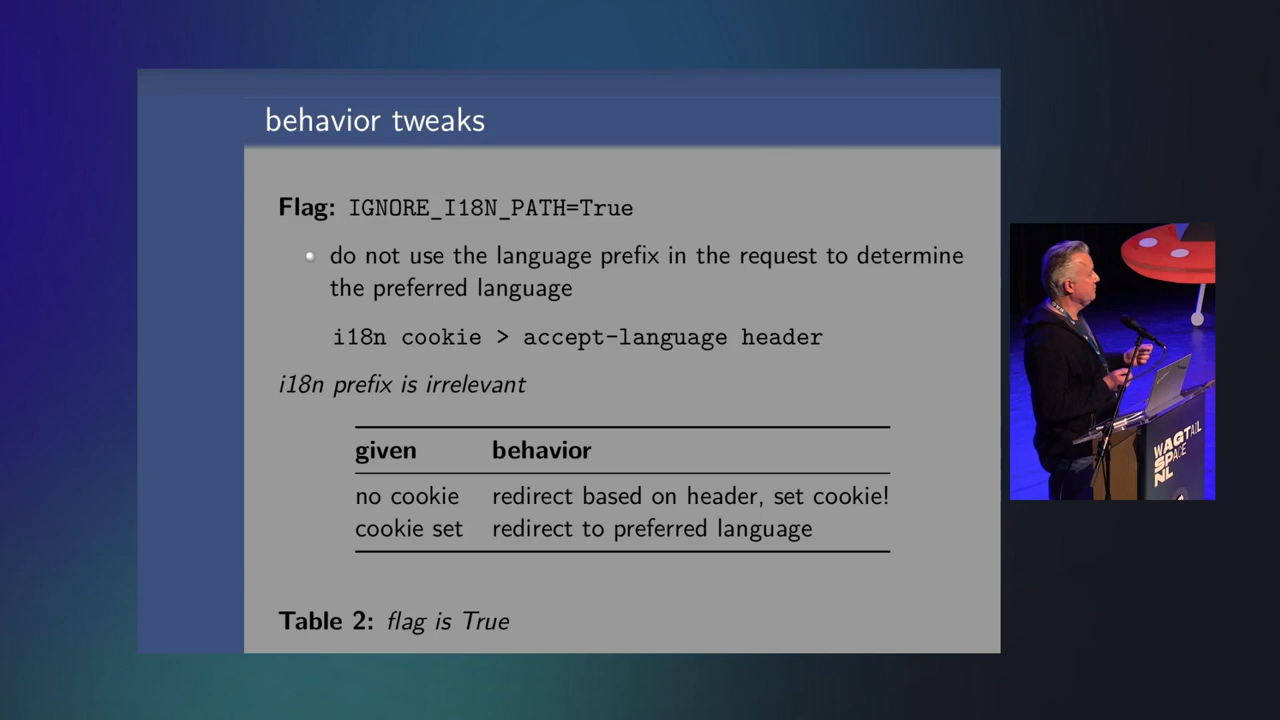 behavior tweaks
Flag: IGNORE_I18N_PATH=True
do not use the language prefix in the request to determine
the preferred language
i18n cookie > accept-language header
i18n prefix is irrelevant
given behavior
no cookie redirect based on header, set cookie!
cookie set redirect to preferred language
Table 2: flag is True
WAGTAIL
SPACE
NL